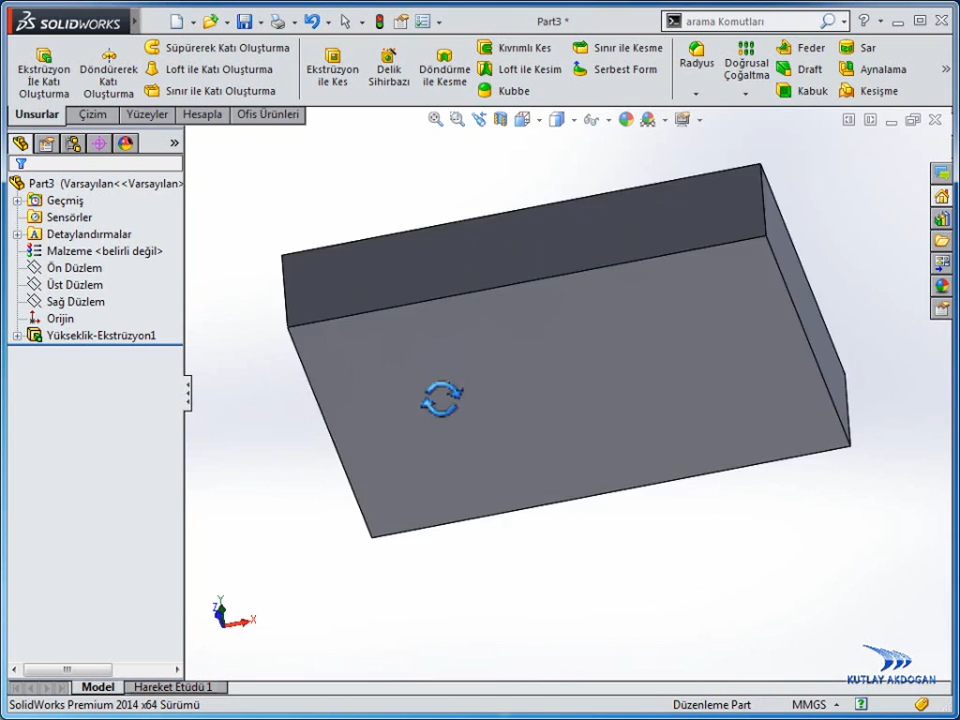 SOLIDWORKS
Part3 *
arama Komutları
Ekstrüzyon İle Katı Oluşturma
Döndürerek Katı Oluşturma
Süpürerek Katı Oluşturma
Loft ile Katı Oluşturma
Sınır ile Katı Oluşturma
Ekstrüzyon ile Kes
Delik Sihirbazı
Döndürme ile Kesme
Kıvrımlı Kes
Loft ile Kesim
Kubbe
Sınır ile Kesme
Serbest Form
Radyus
Doğrusal Çoğaltma
Feder
Draft
Kabuk
Sar
Aynalama
Kesişme
Unsurlar
Çizim
Yüzeyler
Hesapla
Ofis Ürünleri
Part3 (Varsayılan<<Varsayılan>
Geçmiş
Sensörler
Detaylandırmalar
Malzeme <belirli değil>
Ön Düzlem
Üst Düzlem
Sağ Düzlem
Orijin
Yükseklik-Ekstrüzyon1
Y
Z
X
KUTLAY AKDOGAN
Model
Hareket Etüdü 1
SolidWorks Premium 2014 x64 Sürümü
Düzenleme Part
MMGS